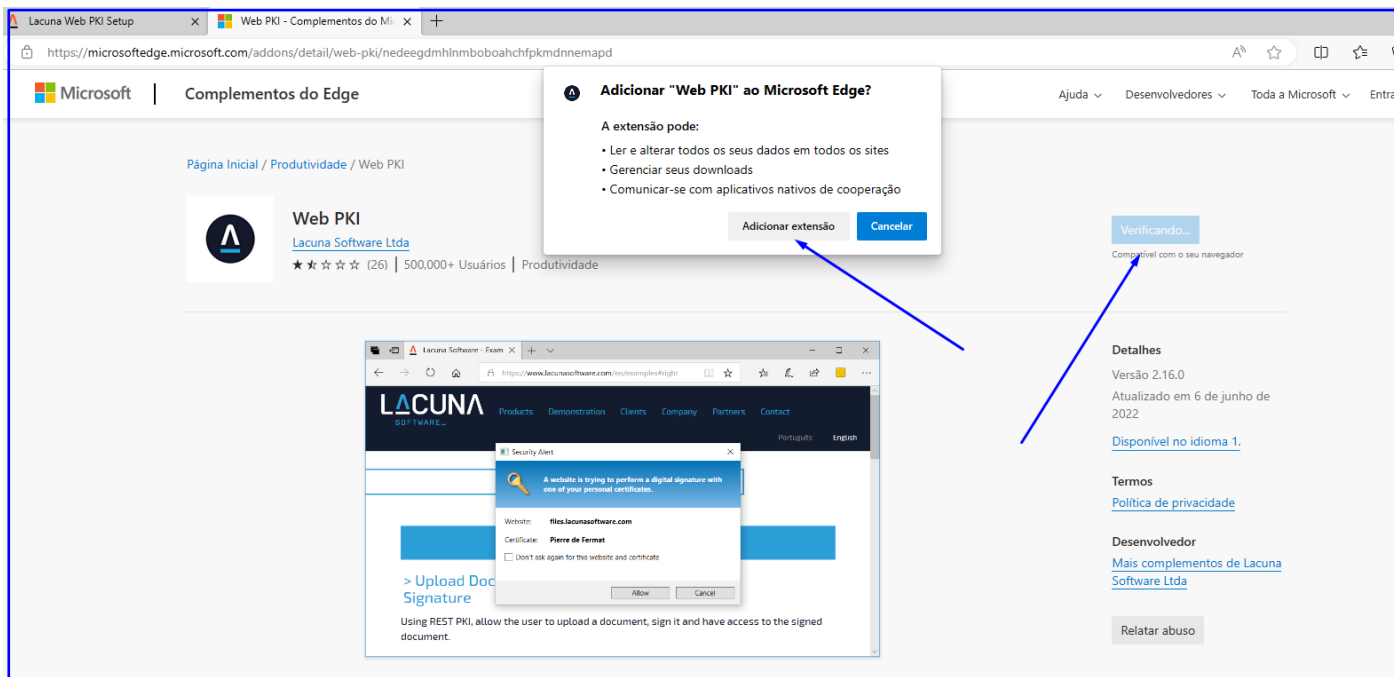 Lacuna Web PKI Setup
Web PKI - Complementos do Mic
https://microsoftedge.microsoft.com/addons/detail/web-pki/nedeegdmhlnmboboahchfpkmdnnemapd
Microsoft
Complementos do Edge
Ajuda
Desenvolvedores
Toda a Microsoft
Entra
Adicionar "Web PKI" ao Microsoft Edge?
A extensão pode:
• Ler e alterar todos os seus dados em todos os sites
• Gerenciar seus downloads
• Comunicar-se com aplicativos nativos de cooperação
Adicionar extensão
Cancelar
Página Inicial / Produtividade / Web PKI
Web PKI
Lacuna Software Ltda
(26)
500,000+ Usuários
Produtividade
Verificando...
Compatível com o seu navegador
Lacuna Software - Exam
https://www.lacunasoftware.com/en/examples#right
LACUNA
SOFTWARE_
Products
Demonstration
Clients
Company
Partners
Contact
Português
English
Security Alert
A website is trying to perform a digital signature with
one of your personal certificates.
Website: files.lacunasoftware.com
Certificate: Pierre de Fermat
Don't ask again for this website and certificate
Allow
Cancel
> Upload Doc
Signature
Using REST PKI, allow the user to upload a document, sign it and have access to the signed
document.
Detalhes
Versão 2.16.0
Atualizado em 6 de junho de
2022
Disponível no idioma 1.
Termos
Política de privacidade
Desenvolvedor
Mais complementos de Lacuna
Software Ltda
Relatar abuso